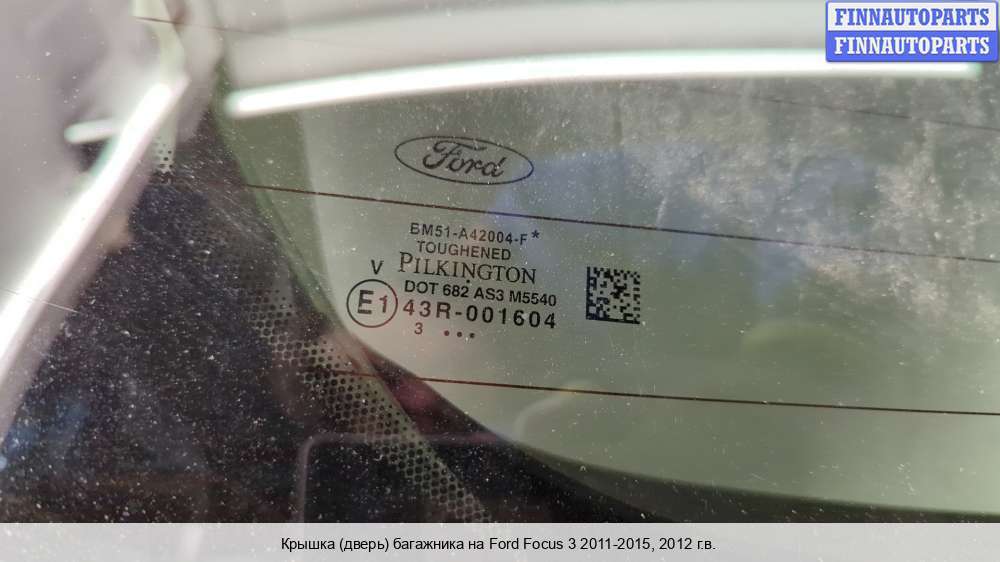 FINNAUTOPARTS
FINNAUTOPARTS
Ford
BM51-A42004-F*
TOUGHENED
V PILKINGTON
DOT 682 AS3 M5540
E1 43R-001604
3 ...
Крышка (дверь) багажника на Ford Focus 3 2011-2015, 2012 г.в.